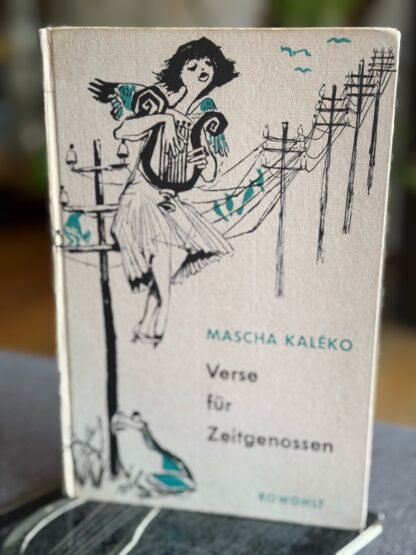 MASCHA KALÉKO
Verse
für
Zeitgenossen
ROWOHLT